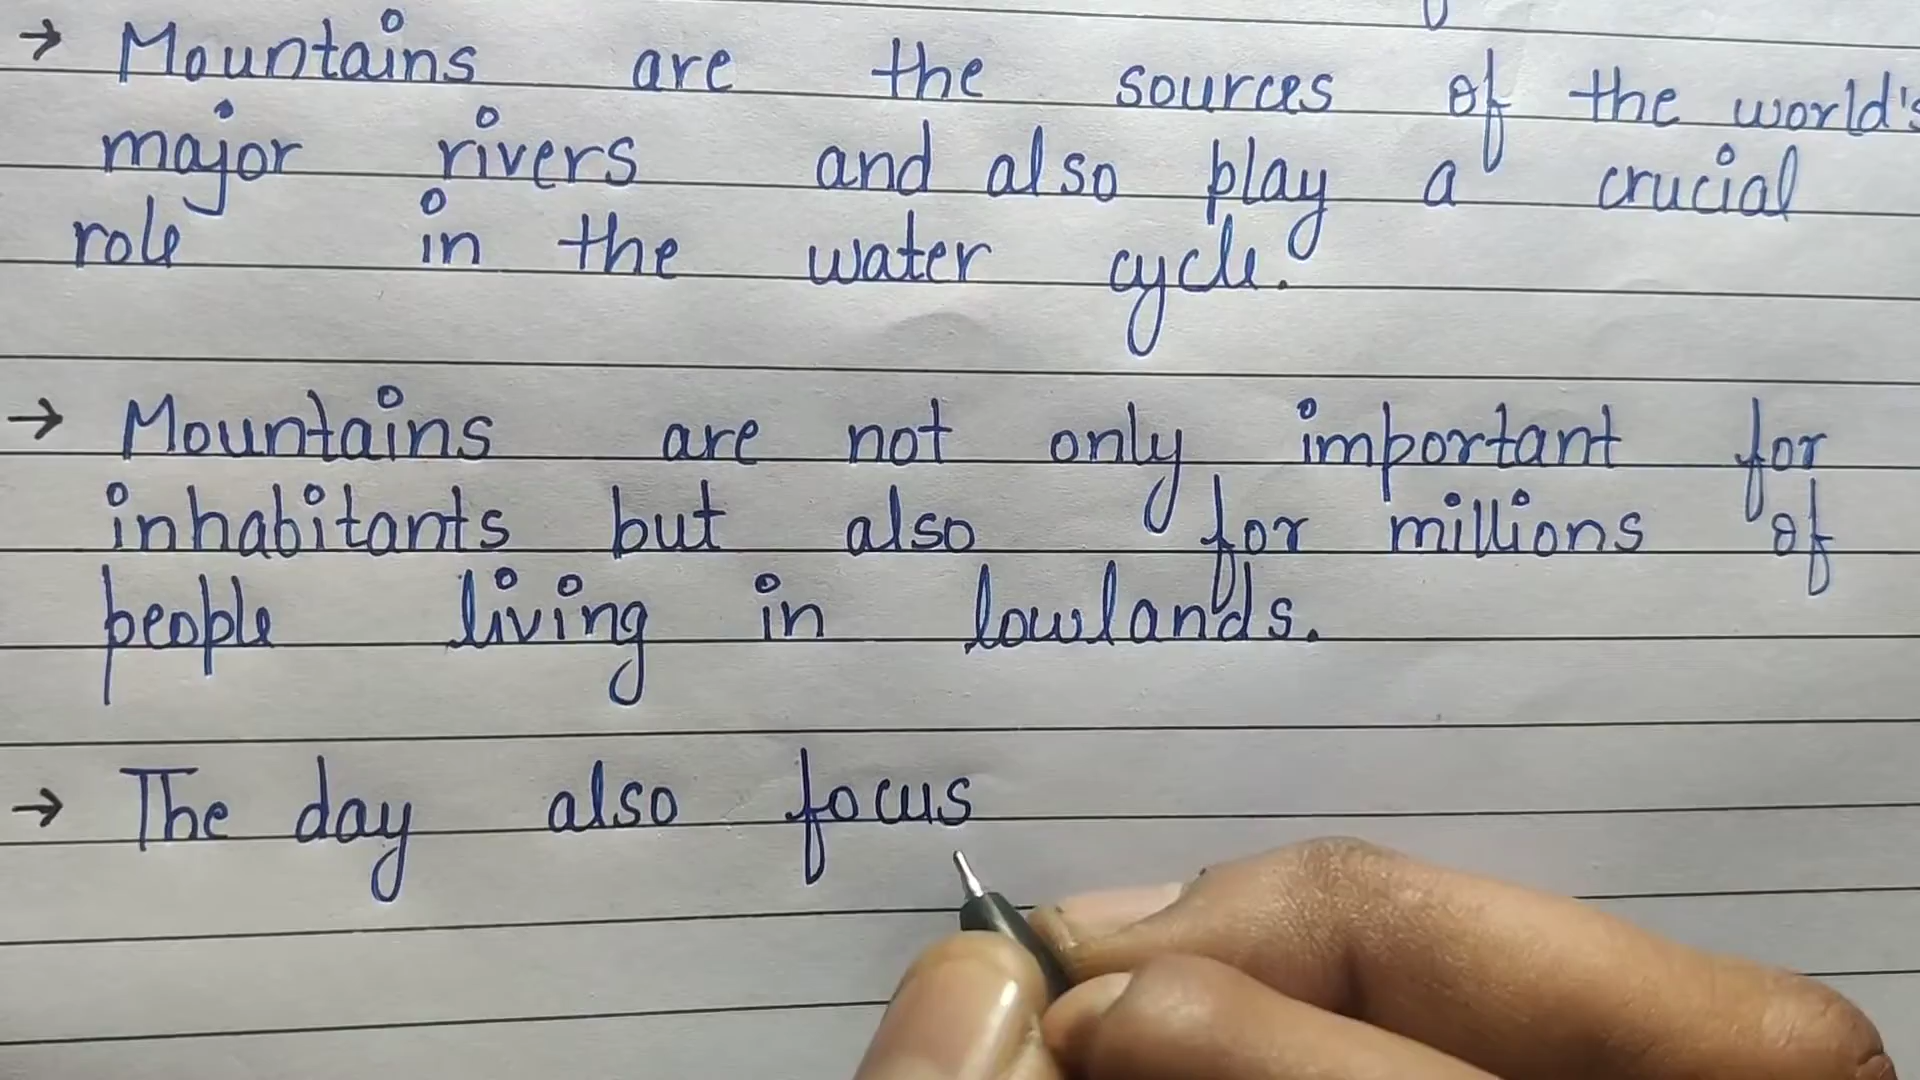 → Mountains are the sources of the world's
major rivers and also play a crucial
role in the water cycle.
→ Mountains are not only important for
inhabitants but also for millions of
people living in lowlands.
→ The day also focus